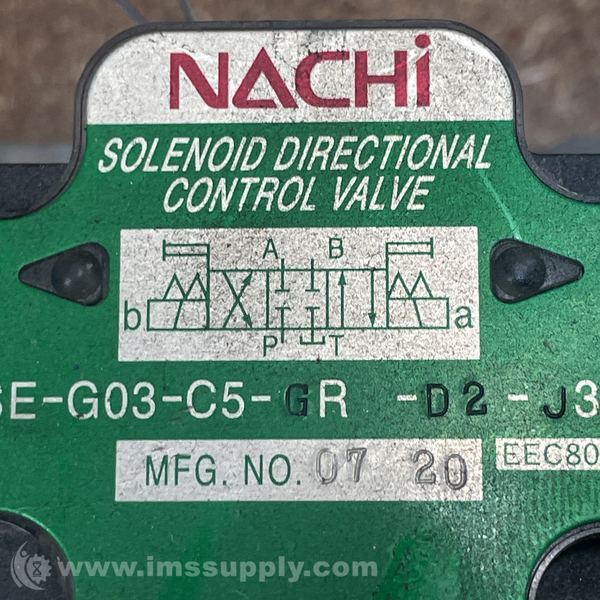 NACHi
SOLENOID DIRECTIONAL
CONTROL VALVE
A B
b a
P T
E-G03-C5-GR -D2-J3
MFG. NO. 07 20
EEC80
www.imssupply.com